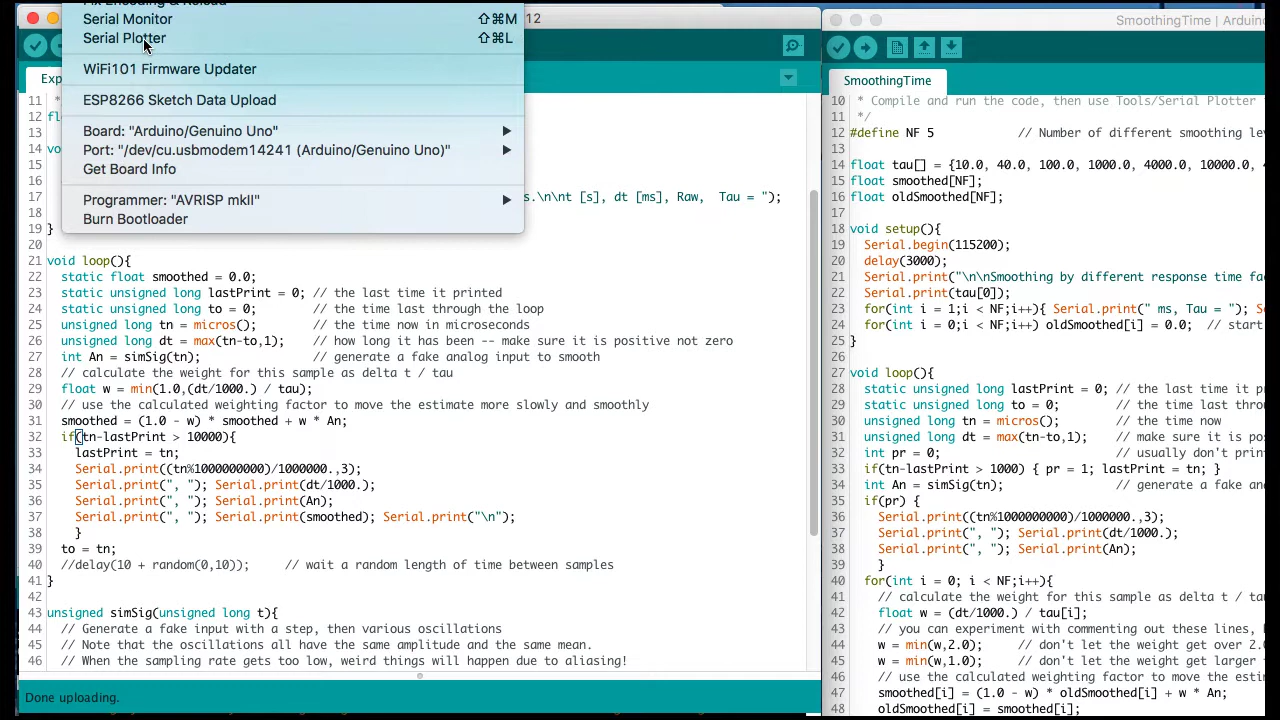 Fix Encoding & Reload
Serial Monitor ⇧⌘M
Serial Plotter ⇧⌘L
WiFi101 Firmware Updater
ESP8266 Sketch Data Upload
Board: "Arduino/Genuino Uno"
Port: "/dev/cu.usbmodem14241 (Arduino/Genuino Uno)"
Get Board Info
Programmer: "AVRISP mkII"
Burn Bootloader
12
Exp
11 *
12 fl
13
14 vo
15
16
17 s.\n\nt [s], dt [ms], Raw,  Tau = ");
18
19 }
20
21 void loop(){
22 static float smoothed = 0.0;
23 static unsigned long lastPrint = 0; // the last time it printed
24 static unsigned long to = 0; // the time last through the loop
25 unsigned long tn = micros(); // the time now in microseconds
26 unsigned long dt = max(tn-to,1); // how long it has been -- make sure it is positive not zero
27 int An = simSig(tn); // generate a fake analog input to smooth
28 // calculate the weight for this sample as delta t / tau
29 float w = min(1.0,(dt/1000.) / tau);
30 // use the calculated weighting factor to move the estimate more slowly and smoothly
31 smoothed = (1.0 - w) * smoothed + w * An;
32 if(tn-lastPrint > 10000){
33 lastPrint = tn;
34 Serial.print((tn%1000000000)/1000000.,3);
35 Serial.print(", "); Serial.print(dt/1000.);
36 Serial.print(", "); Serial.print(An);
37 Serial.print(", "); Serial.print(smoothed); Serial.print("\n");
38 }
39 to = tn;
40 //delay(10 + random(0,10)); // wait a random length of time between samples
41 }
42
43 unsigned simSig(unsigned long t){
44 // Generate a fake input with a step, then various oscillations
45 // Note that the oscillations all have the same amplitude and the same mean.
46 // When the sampling rate gets too low, weird things will happen due to aliasing!
Done uploading.
SmoothingTime | Arduin
SmoothingTime
10 * Compile and run the code, then use Tools/Serial Plotter
11 */
12 #define NF 5 // Number of different smoothing le
13
14 float tau[] = {10.0, 40.0, 100.0, 1000.0, 4000.0, 10000.0,
15 float smoothed[NF];
16 float oldSmoothed[NF];
17
18 void setup(){
19 Serial.begin(115200);
20 delay(3000);
21 Serial.print("\n\nSmoothing by different response time fa
22 Serial.print(tau[0]);
23 for(int i = 1;i < NF;i++){ Serial.print(" ms, Tau = "); Se
24 for(int i = 0;i < NF;i++) oldSmoothed[i] = 0.0; // start
25 }
26
27 void loop(){
28 static unsigned long lastPrint = 0; // the last time it pr
29 static unsigned long to = 0; // the last time thro
30 unsigned long tn = micros(); // the time now
31 unsigned long dt = max(tn-to,1); // make sure it is pos
32 int pr = 0; // usually don't prin
33 if(tn-lastPrint > 1000) { pr = 1; lastPrint = tn; }
34 int An = simSig(tn); // generate a fake an
35 if(pr) {
36 Serial.print((tn%1000000000)/1000000.,3);
37 Serial.print(", "); Serial.print(dt/1000.);
38 Serial.print(", "); Serial.print(An);
39 }
40 for(int i = 0; i < NF;i++){
41 // calculate the weight for this sample as delta t / tau
42 float w = (dt/1000.) / tau[i];
43 // you can experiment with commenting out these lines,
44 w = min(w,2.0); // don't let the weight get over 2.0
45 w = min(w,1.0); // don't let the weight get larger
46 // use the calculated weighting factor to move the esti
47 smoothed[i] = (1.0 - w) * oldSmoothed[i] + w * An;
48 oldSmoothed[i] = smoothed[i];